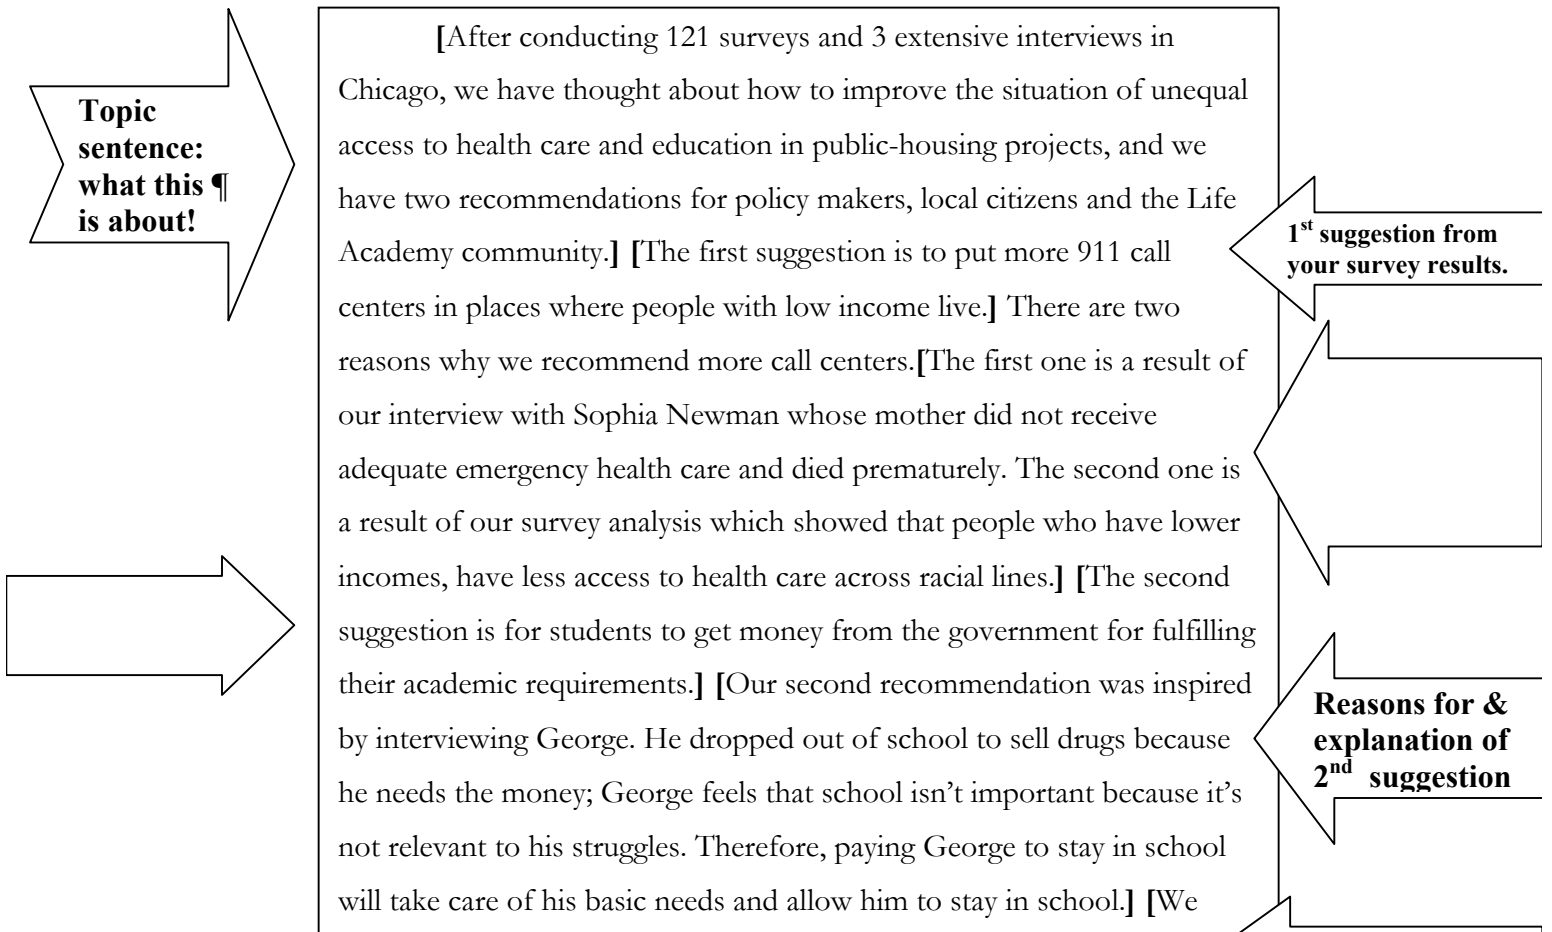 Topic
sentence:
what this ¶
is about!
[After conducting 121 surveys and 3 extensive interviews in
Chicago, we have thought about how to improve the situation of unequal
access to health care and education in public-housing projects, and we
have two recommendations for policy makers, local citizens and the Life
Academy community.] [The first suggestion is to put more 911 call
centers in places where people with low income live.] There are two
reasons why we recommend more call centers.[The first one is a result of
our interview with Sophia Newman whose mother did not receive
adequate emergency health care and died prematurely. The second one is
a result of our survey analysis which showed that people who have lower
incomes, have less access to health care across racial lines.] [The second
suggestion is for students to get money from the government for fulfilling
their academic requirements.] [Our second recommendation was inspired
by interviewing George. He dropped out of school to sell drugs because
he needs the money; George feels that school isn't important because it's
not relevant to his struggles. Therefore, paying George to stay in school
will take care of his basic needs and allow him to stay in school.] [We
1st suggestion from
your survey results.
Reasons for &
explanation of
2nd suggestion